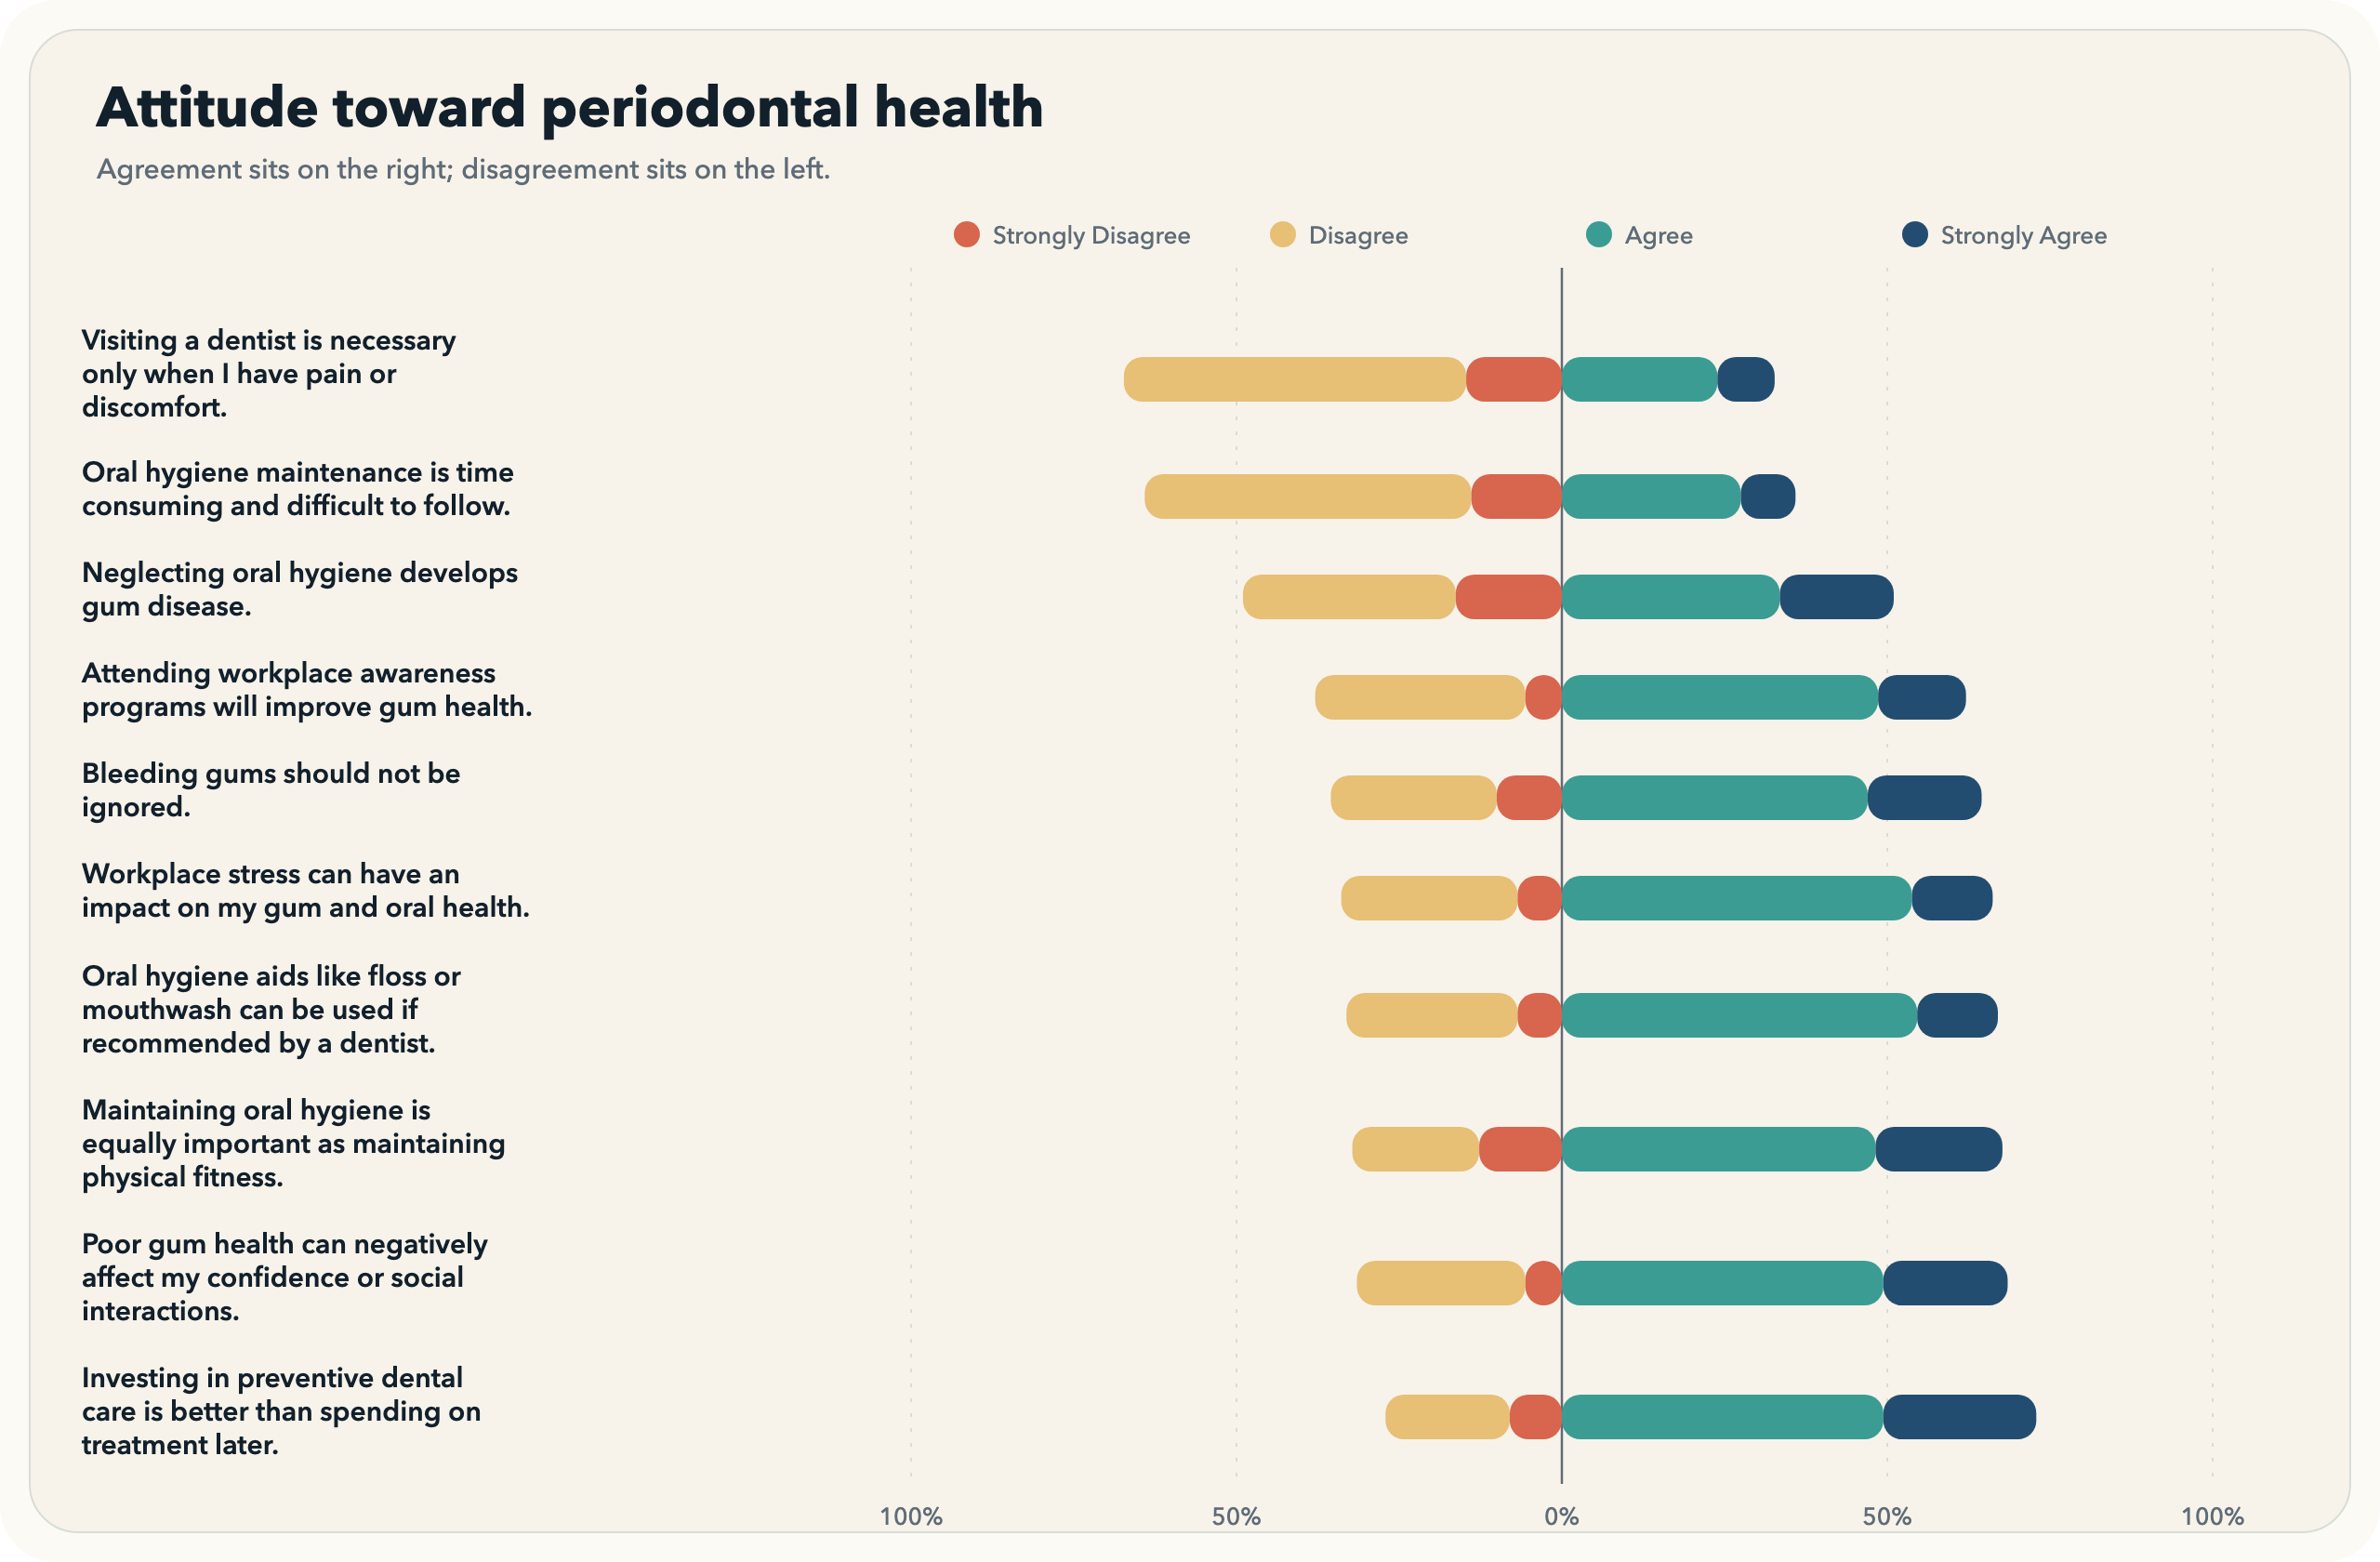 Attitude toward periodontal health
Agreement sits on the right; disagreement sits on the left.
Strongly Disagree
Disagree
Agree
Strongly Agree
Visiting a dentist is necessary
only when I have pain or
discomfort.
Oral hygiene maintenance is time
consuming and difficult to follow.
Neglecting oral hygiene develops
gum disease.
Attending workplace awareness
programs will improve gum health.
Bleeding gums should not be
ignored.
Workplace stress can have an
impact on my gum and oral health.
Oral hygiene aids like floss or
mouthwash can be used if
recommended by a dentist.
Maintaining oral hygiene is
equally important as maintaining
physical fitness.
Poor gum health can negatively
affect my confidence or social
interactions.
Investing in preventive dental
care is better than spending on
treatment later.
100%
50%
0%
50%
100%